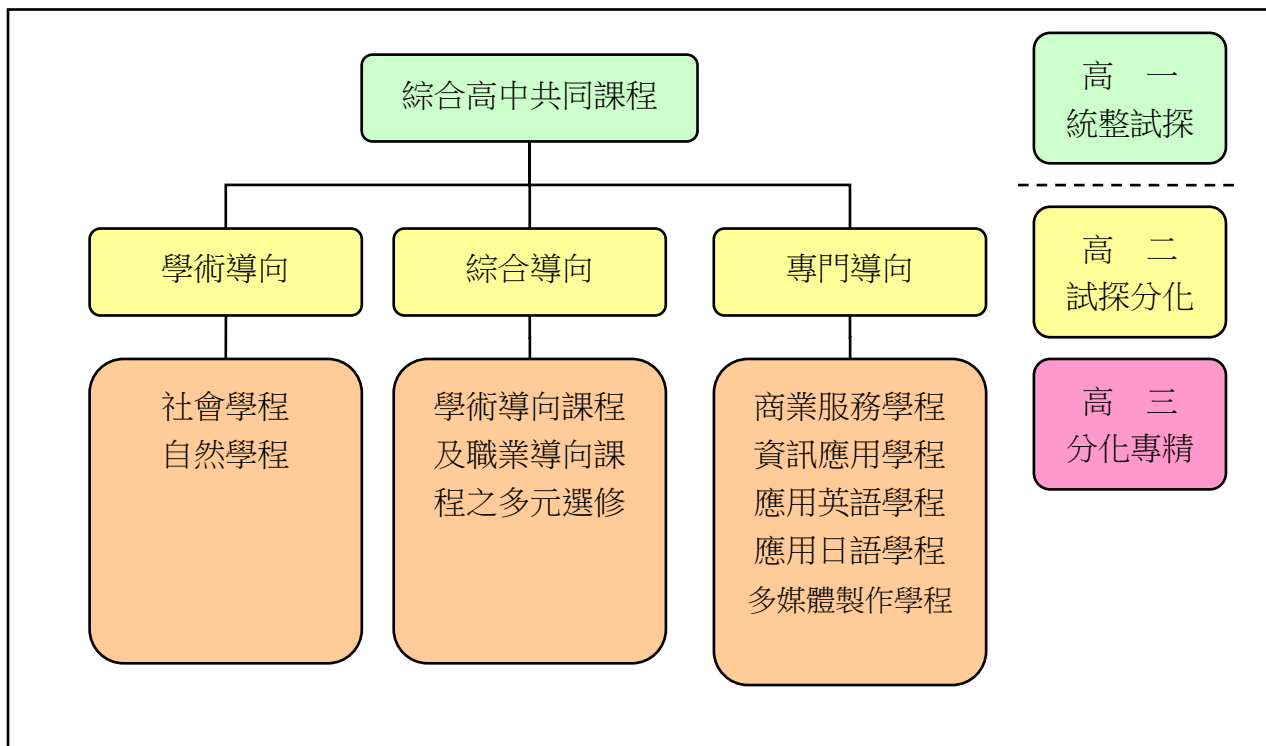 綜合高中共同課程
高　一
統整試探
學術導向
綜合導向
專門導向
高　二
試探分化
社會學程
自然學程
學術導向課程
及職業導向課
程之多元選修
商業服務學程
資訊應用學程
應用英語學程
應用日語學程
多媒體製作學程
高　三
分化專精